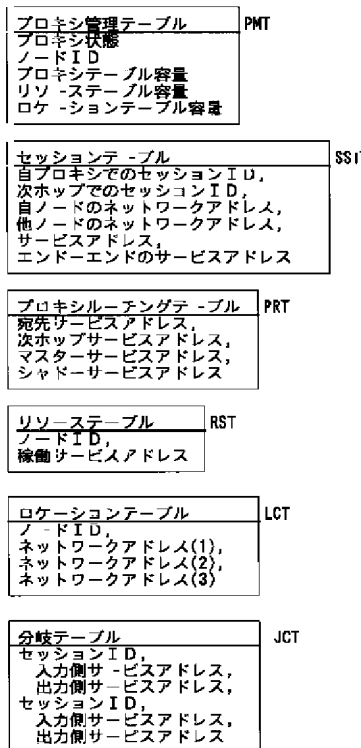 プロキシ管理テーブル PMT
プロキシ状態
ノードID
プロキシテーブル容量
リソ-ステーブル容量
ロケ-ションテーブル容量
セッションテ-ブル SST
自プロキシでのセッションID,
次ホップでのセッションID,
自ノードのネットワークアドレス,
他ノードのネットワークアドレス,
サービスアドレス,
エンドーエンドのサービスアドレス
プロキシルーチングテ-ブル PRT
宛先サービスアドレス,
次ホップサービスアドレス,
マスターサービスアドレス,
シャドーサービスアドレス
リソーステーブル RST
ノードID,
稼働サービスアドレス
ロケーションテーブル LCT
ノ-ドID,
ネットワークアドレス(1),
ネットワークアドレス(2),
ネットワークアドレス(3)
分岐テーブル JCT
セッションID,
入力側サ-ビスアドレス,
出力側サービスアドレス,
セッションID,
入力側サービスアドレス,
出力側サービスアドレス